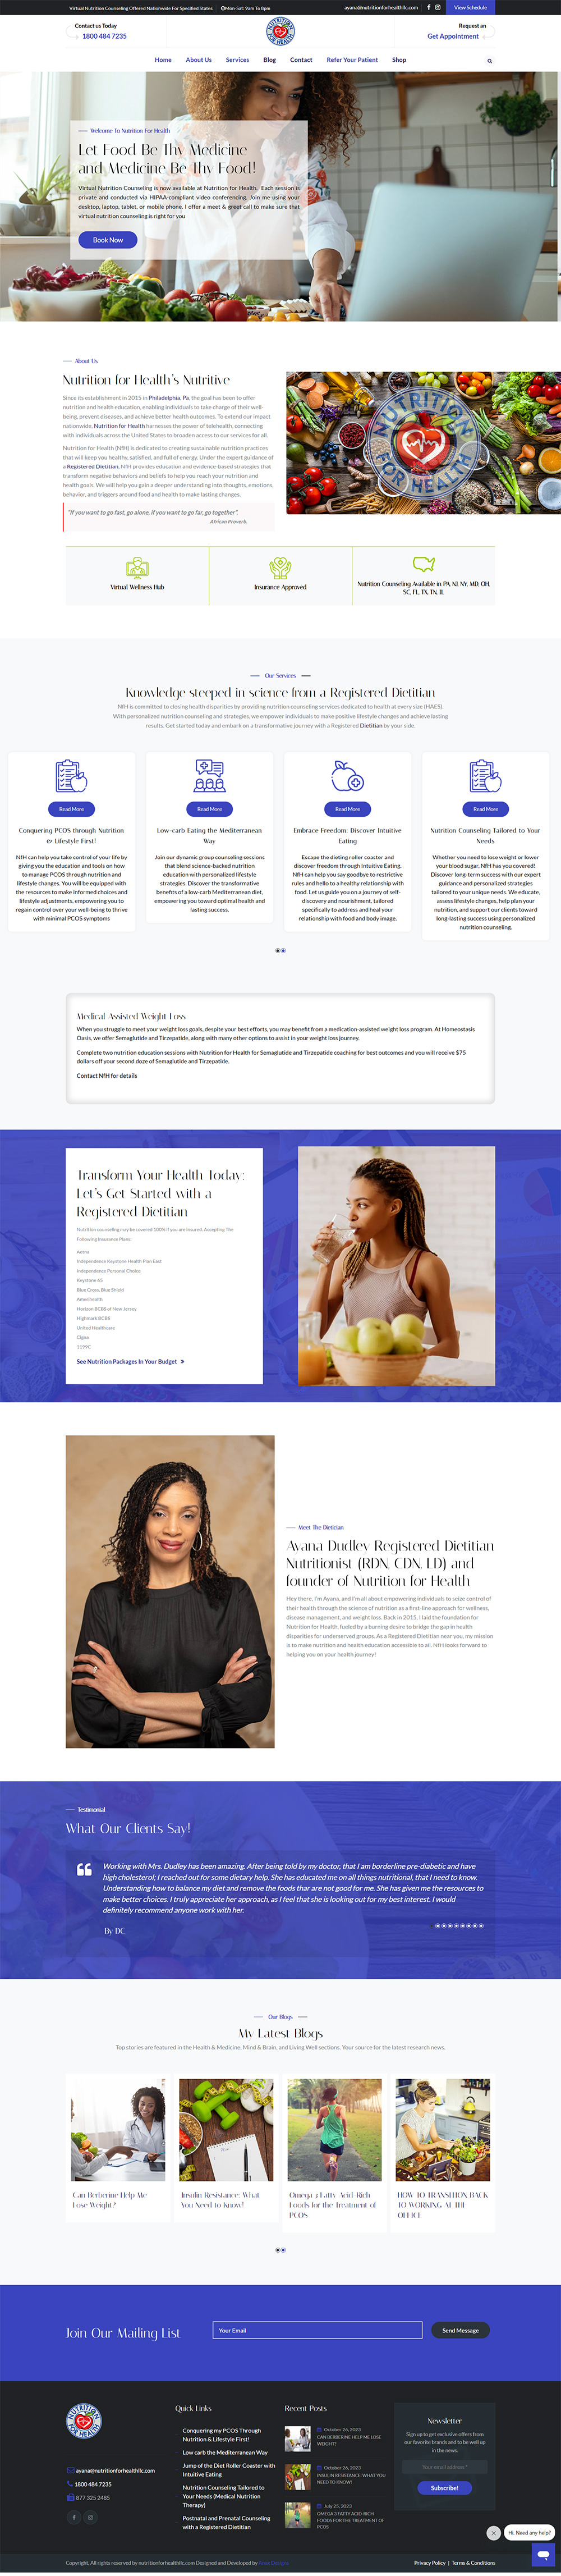 Virtual Nutrition Counseling Offered Nationwide For Specified States
Mon-Sat: 9am To 8pm
ayana@nutritionforhealthllc.com
View Schedule
Contact us Today
1800 484 7235
NUTRITION FOR HEALTH
Request an
Get Appointment
Home About Us Services Blog Contact Refer Your Patient Shop
Welcome To Nutrition For Health
Let Food Be Thy Medicine
and Medicine Be Thy Food!
Virtual Nutrition Counseling is now available at Nutrition for Health. Each session is
private and conducted via HIPAA-compliant video conferencing. Join me using your
desktop, laptop, tablet, or mobile phone. I offer a meet & greet call to make sure that
virtual nutrition counseling is right for you
Book Now
About Us
Nutrition for Health's Nutritive
Since its establishment in 2015 in Philadelphia, Pa, the goal has been to offer
nutrition and health education, enabling individuals to take charge of their well-
being, prevent diseases, and achieve better health outcomes. To extend our impact
nationwide, Nutrition for Health harnesses the power of telehealth, connecting
with individuals across the United States to broaden access to our services for all.
Nutrition for Health (NfH) is dedicated to creating sustainable nutrition practices
that will keep you healthy, satisfied, and full of energy. Under the expert guidance of
a Registered Dietitian, NfH provides education and evidence-based strategies that
transform negative behaviors and beliefs to help you reach your nutrition and
health goals. We will help you gain a deeper understanding into thoughts, emotions,
behavior, and triggers around food and health to make lasting changes.
"If you want to go fast, go alone, if you want to go far, go together".
African Proverb.
NUTRITION FOR HEALTH
Virtual Wellness Hub
Insurance Approved
Nutrition Counseling Available in PA, NJ, NY, MD, OH,
SC, FL, TX, TN, IL
Our Services
Knowledge steeped in science from a Registered Dietitian
NfH is committed to closing health disparities by providing nutrition counseling services dedicated to health at every size (HAES).
With personalized nutrition counseling and strategies, we empower individuals to make positive lifestyle changes and achieve lasting
results. Get started today and embark on a transformative journey with a Registered Dietitian by your side.
Read More
Conquering PCOS through Nutrition
& Lifestyle First!
NfH can help you take control of your life by
giving you the education and tools on how
to manage PCOS through nutrition and
lifestyle changes. You will be equipped with
the resources to make informed choices and
lifestyle adjustments, empowering you to
regain control over your well-being to thrive
with minimal PCOS symptoms
Read More
Low-carb Eating the Mediterranean
Way
Join our dynamic group counseling sessions
that blend science-backed nutrition
education with personalized lifestyle
strategies. Discover the transformative
benefits of a low-carb Mediterranean diet,
empowering you toward optimal health and
lasting success.
Read More
Embrace Freedom: Discover Intuitive
Eating
Escape the dieting roller coaster and
discover freedom through Intuitive Eating.
NfH can help you say goodbye to restrictive
rules and hello to a healthy relationship with
food. Let us guide you on a journey of self-
discovery and nourishment, tailored
specifically to address and heal your
relationship with food and body image.
Read More
Nutrition Counseling Tailored to Your
Needs
Whether you need to lose weight or lower
your blood sugar, NfH has you covered!
Discover long-term success with our expert
guidance and personalized strategies
tailored to your unique needs. We educate,
assess lifestyle changes, help plan your
nutrition, and support our clients toward
long-lasting success using personalized
nutrition counseling.
Medical Assisted Weight Loss
When you struggle to meet your weight loss goals, despite your best efforts, you may benefit from a medication-assisted weight loss program. At Homeostasis
Oasis, we offer Semaglutide and Tirzepatide, along with many other options to assist in your weight loss journey.
Complete two nutrition education sessions with Nutrition for Health for Semaglutide and Tirzepatide coaching for best outcomes and you will receive $75
dollars off your second doze of Semaglutide and Tirzepatide.
Contact NfH for details
Transform Your Health Today:
Let's Get Started with a
Registered Dietitian
Nutrition counseling may be covered 100% if you are insured. Accepting The
Following Insurance Plans:
Aetna
Independence Keystone Health Plan East
Independence Personal Choice
Keystone 65
Blue Cross, Blue Shield
Amerihealth
Horizon BCBS of New Jersey
Highmark BCBS
United Healthcare
Cigna
1199C
See Nutrition Packages In Your Budget
Meet The Dietician
Ayana Dudley Registered Dietitian
Nutritionist (RDN, CDN, LD) and
founder of Nutrition for Health
Hey there, I'm Ayana, and I'm all about empowering individuals to seize control of
their health through the science of nutrition as a first-line approach for wellness,
disease management, and weight loss. Back in 2015, I laid the foundation for
Nutrition for Health, fueled by a burning desire to bridge the gap in health
disparities for underserved groups. As a Registered Dietitian near you, my mission
is to make nutrition and health education accessible to all. NfH looks forward to
helping you on your health journey!
Testimonial
What Our Clients Say!
Working with Mrs. Dudley has been amazing. After being told by my doctor, that I am borderline pre-diabetic and have
high cholesterol; I reached out for some dietary help. She has educated me on all things nutritional, that I need to know.
Understanding how to balance my diet and remove the foods that are not good for me. She has given me the resources to
make better choices. I truly appreciate her approach, as I feel that she is looking out for my best interest. I would
definitely recommend anyone work with her.
By DC
Our Blogs
My Latest Blogs
Top stories are featured in the Health & Medicine, Mind & Brain, and Living Well sections. Your source for the latest research news.
Can Berberine Help Me
Lose Weight?
Insulin Resistance: What
You Need to Know!
Omega 3 Fatty Acid-Rich
Foods for the Treatment of
PCOS
HOW TO TRANSITION BACK
TO WORKING AT THE
OFFICE
Join Our Mailing List
Your Email
Send Message
NUTRITION FOR HEALTH
ayana@nutritionforhealthllc.com
1800 484 7235
877 325 2485
Quick Links
Conquering my PCOS Through
Nutrition & Lifestyle First!
Low carb the Mediterranean Way
Jump of the Diet Roller Coaster with
Intuitive Eating
Nutrition Counseling Tailored to
Your Needs (Medical Nutrition
Therapy)
Postnatal and Prenatal Counseling
with a Registered Dietitian
Recent Posts
October 26, 2023
CAN BERBERINE HELP ME LOSE
WEIGHT?
October 26, 2023
INSULIN RESISTANCE: WHAT YOU
NEED TO KNOW!
July 25, 2023
OMEGA 3 FATTY ACID-RICH
FOODS FOR THE TREATMENT OF
PCOS
Newsletter
Sign up to get exclusive offers from
our favorite brands and to be well up
in the news.
Your email address *
Subscribe!
Hi. Need any help?
Copyright, All rights reserved by nutritionforhealthllc.com Designed and Developed by
Privacy Policy | Terms & Conditions